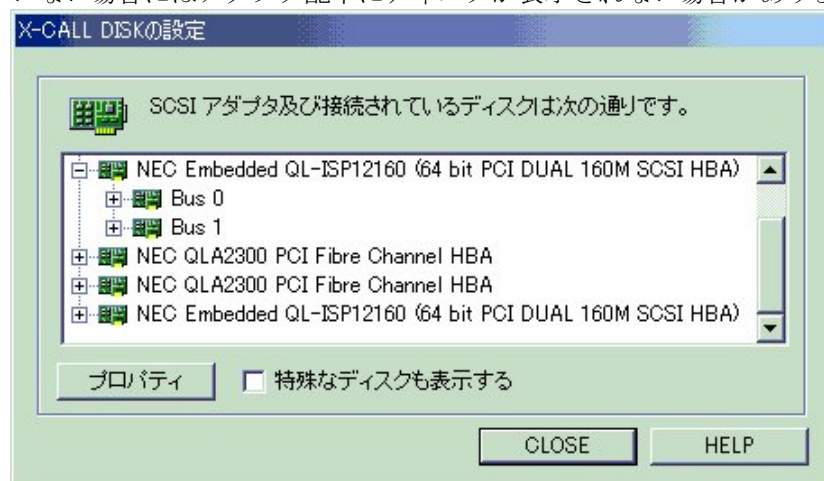 X-CALL DISKの設定
SCSI アダプタ及び接続されているディスクは次の通りです。
NEC Embedded QL-ISP12160 (64 bit PCI DUAL 160M SCSI HBA)
Bus 0
Bus 1
NEC QLA2300 PCI Fibre Channel HBA
NEC QLA2300 PCI Fibre Channel HBA
NEC Embedded QL-ISP12160 (64 bit PCI DUAL 160M SCSI HBA)
プロパティ
特殊なディスクも表示する
CLOSE
HELP